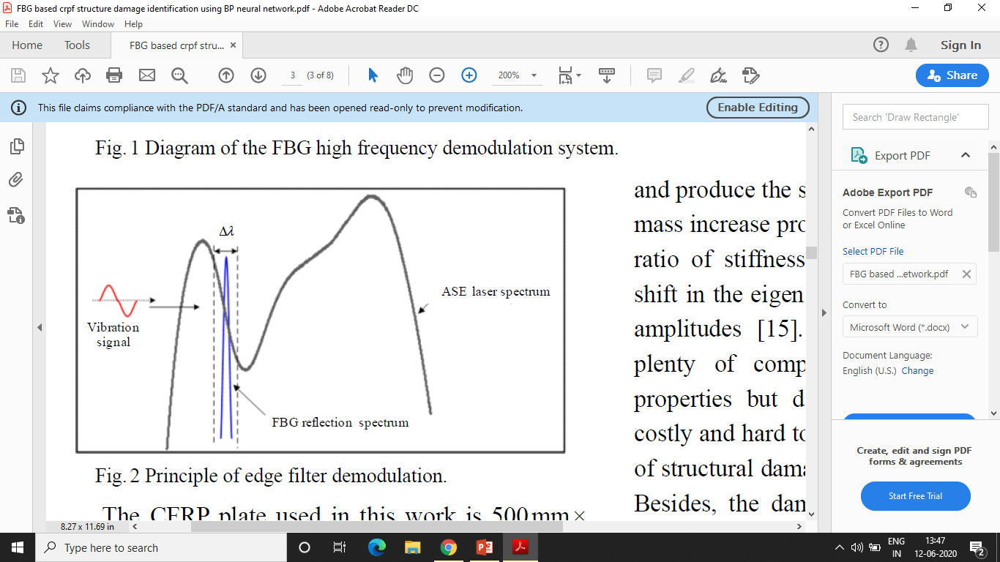 FBG based crpf structure damage identification using BP neural network.pdf - Adobe Acrobat Reader DC
File Edit View Window Help
Home Tools FBG based crpf stru... × Sign In
3 (3 of 8) 200% Share
This file claims compliance with the PDF/A standard and has been opened read-only to prevent modification. Enable Editing
Fig. 1 Diagram of the FBG high frequency demodulation system.
Δλ
ASE laser spectrum
Vibration
signal
FBG reflection spectrum
Fig. 2 Principle of edge filter demodulation.
The CFRP plate used in this work is 500 mm ×
and produce the s
mass increase pro
ratio of stiffness
shift in the eigen
amplitudes [15].
plenty of comp
properties but d
costly and hard to
of structural dama
Besides, the dam
8.27 x 11.69 in
Search 'Draw Rectangle'
Export PDF
Adobe Export PDF
Convert PDF Files to Word
or Excel Online
Select PDF File
FBG based ...etwork.pdf
Convert to
Microsoft Word (*.docx)
Document Language:
English (U.S.) Change
Create, edit and sign PDF
forms & agreements
Start Free Trial
Type here to search
ENG
IN
13:47
12-06-2020
2